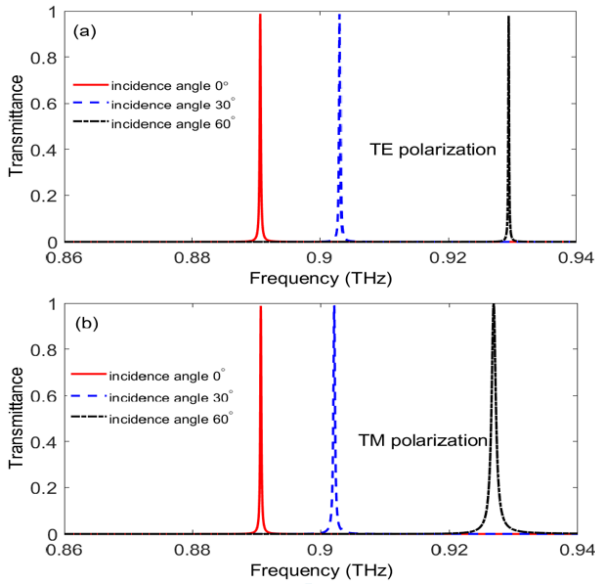 (a)
1
0.8
0.6
0.4
0.2
0
Transmittance
incidence angle 0°
incidence angle 30°
incidence angle 60°
TE polarization
0.86 0.88 0.9 0.92 0.94
Frequency (THz)
(b)
1
0.8
0.6
0.4
0.2
0
Transmittance
incidence angle 0°
incidence angle 30°
incidence angle 60°
TM polarization
0.86 0.88 0.9 0.92 0.94
Frequency (THz)